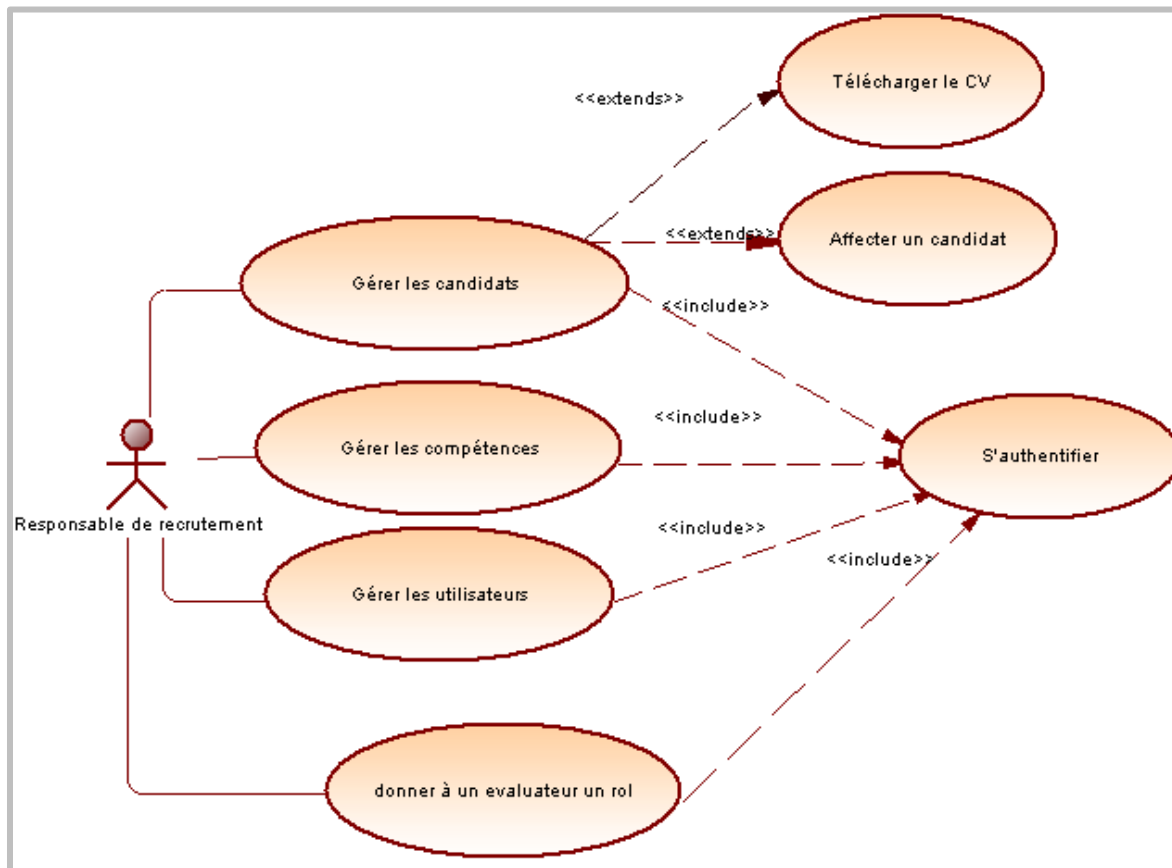 Télécharger le CV
<<extends>>
<<extends>>
Affecter un candidat
Gérer les candidats
<<include>>
<<include>>
Gérer les compétences
S'authentifier
Responsable de recrutement
<<include>>
<<include>>
Gérer les utilisateurs
donner à un evaluateur un rol